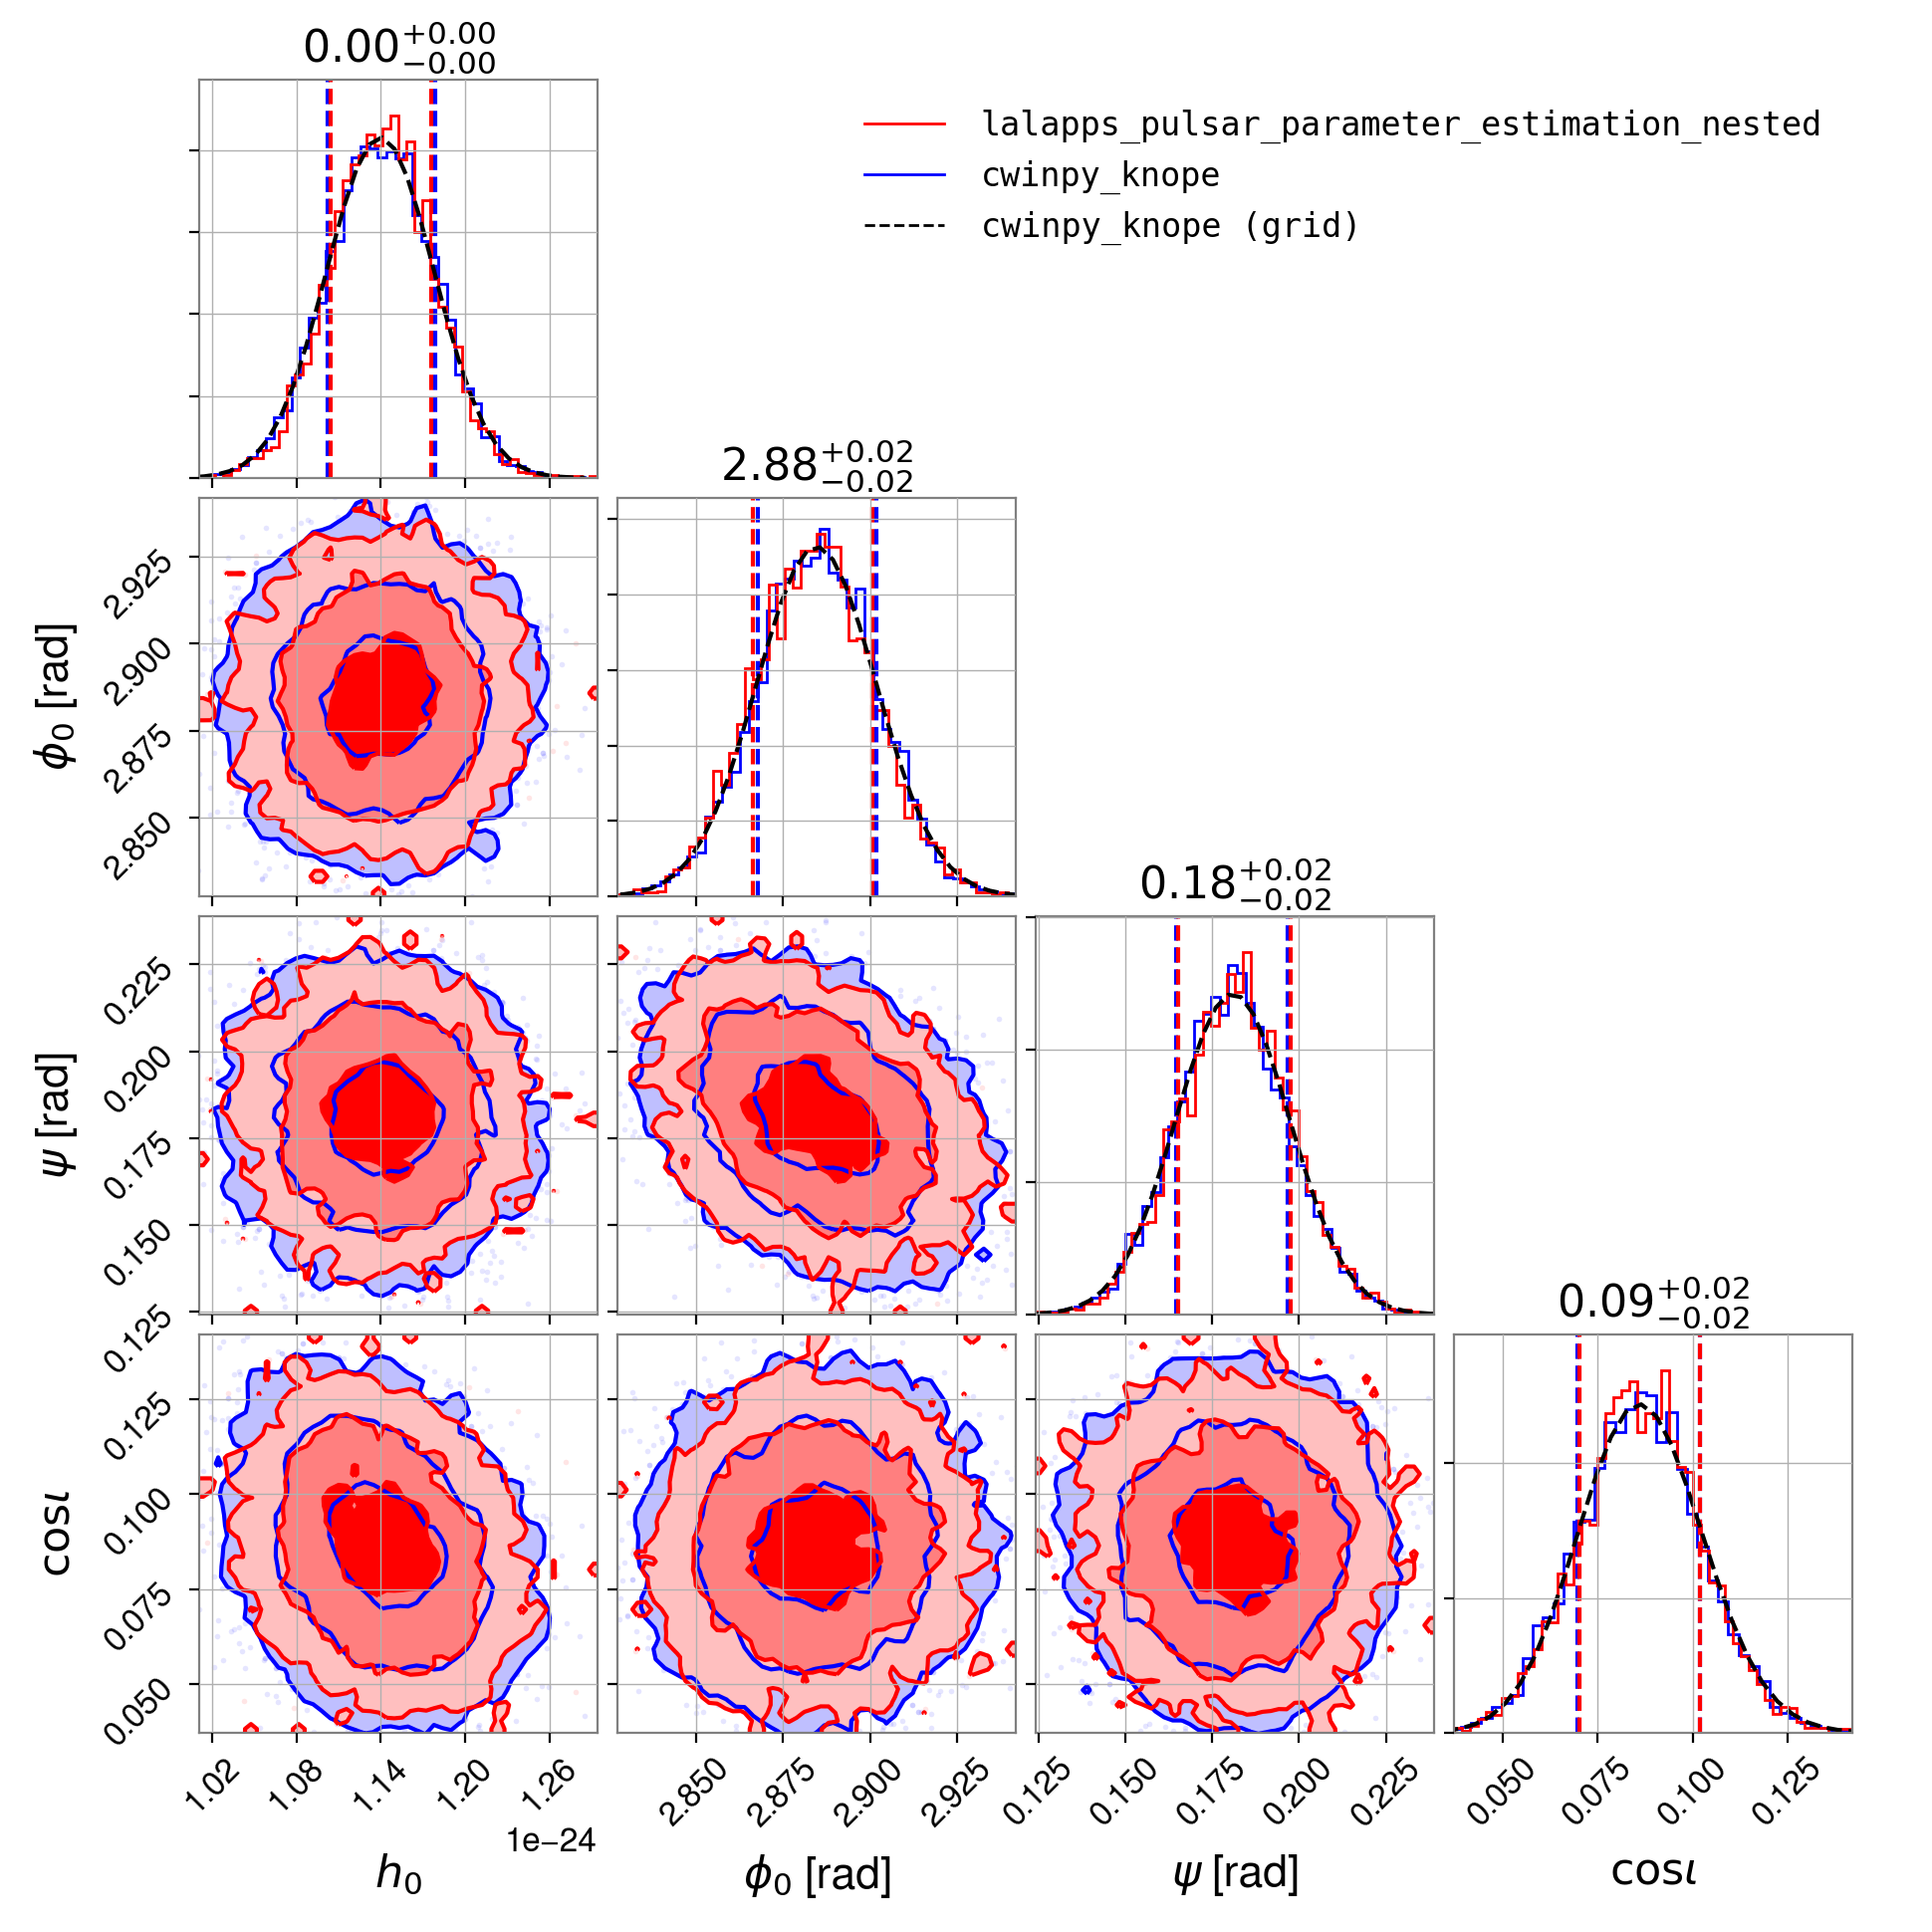 0.00+0.00−0.00
lalapps_pulsar_parameter_estimation_nested
cwinpy_knope
cwinpy_knope (grid)
2.88+0.02−0.02
ϕ0 [rad]
2.925
2.900
2.875
2.850
0.18+0.02−0.02
ψ [rad]
0.225
0.200
0.175
0.150
0.125
0.09+0.02−0.02
cosι
0.125
0.100
0.075
0.050
1.02 1.08 1.14 1.20 1.26
2.850 2.875 2.900 2.925
0.125 0.150 0.175 0.200 0.225
0.050 0.075 0.100 0.125
1e−24
h0
ϕ0 [rad]
ψ [rad]
cosι